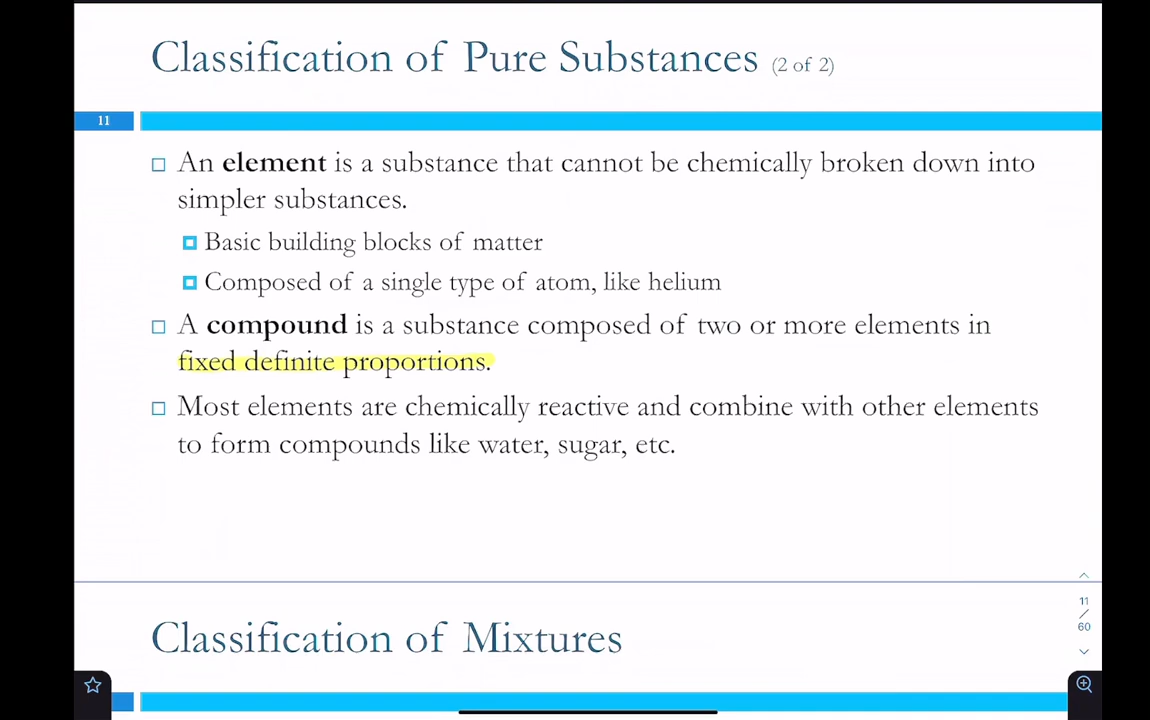 Classification of Pure Substances (2 of 2)
11
An element is a substance that cannot be chemically broken down into
simpler substances.
Basic building blocks of matter
Composed of a single type of atom, like helium
A compound is a substance composed of two or more elements in
fixed definite proportions.
Most elements are chemically reactive and combine with other elements
to form compounds like water, sugar, etc.
11
/
60
Classification of Mixtures